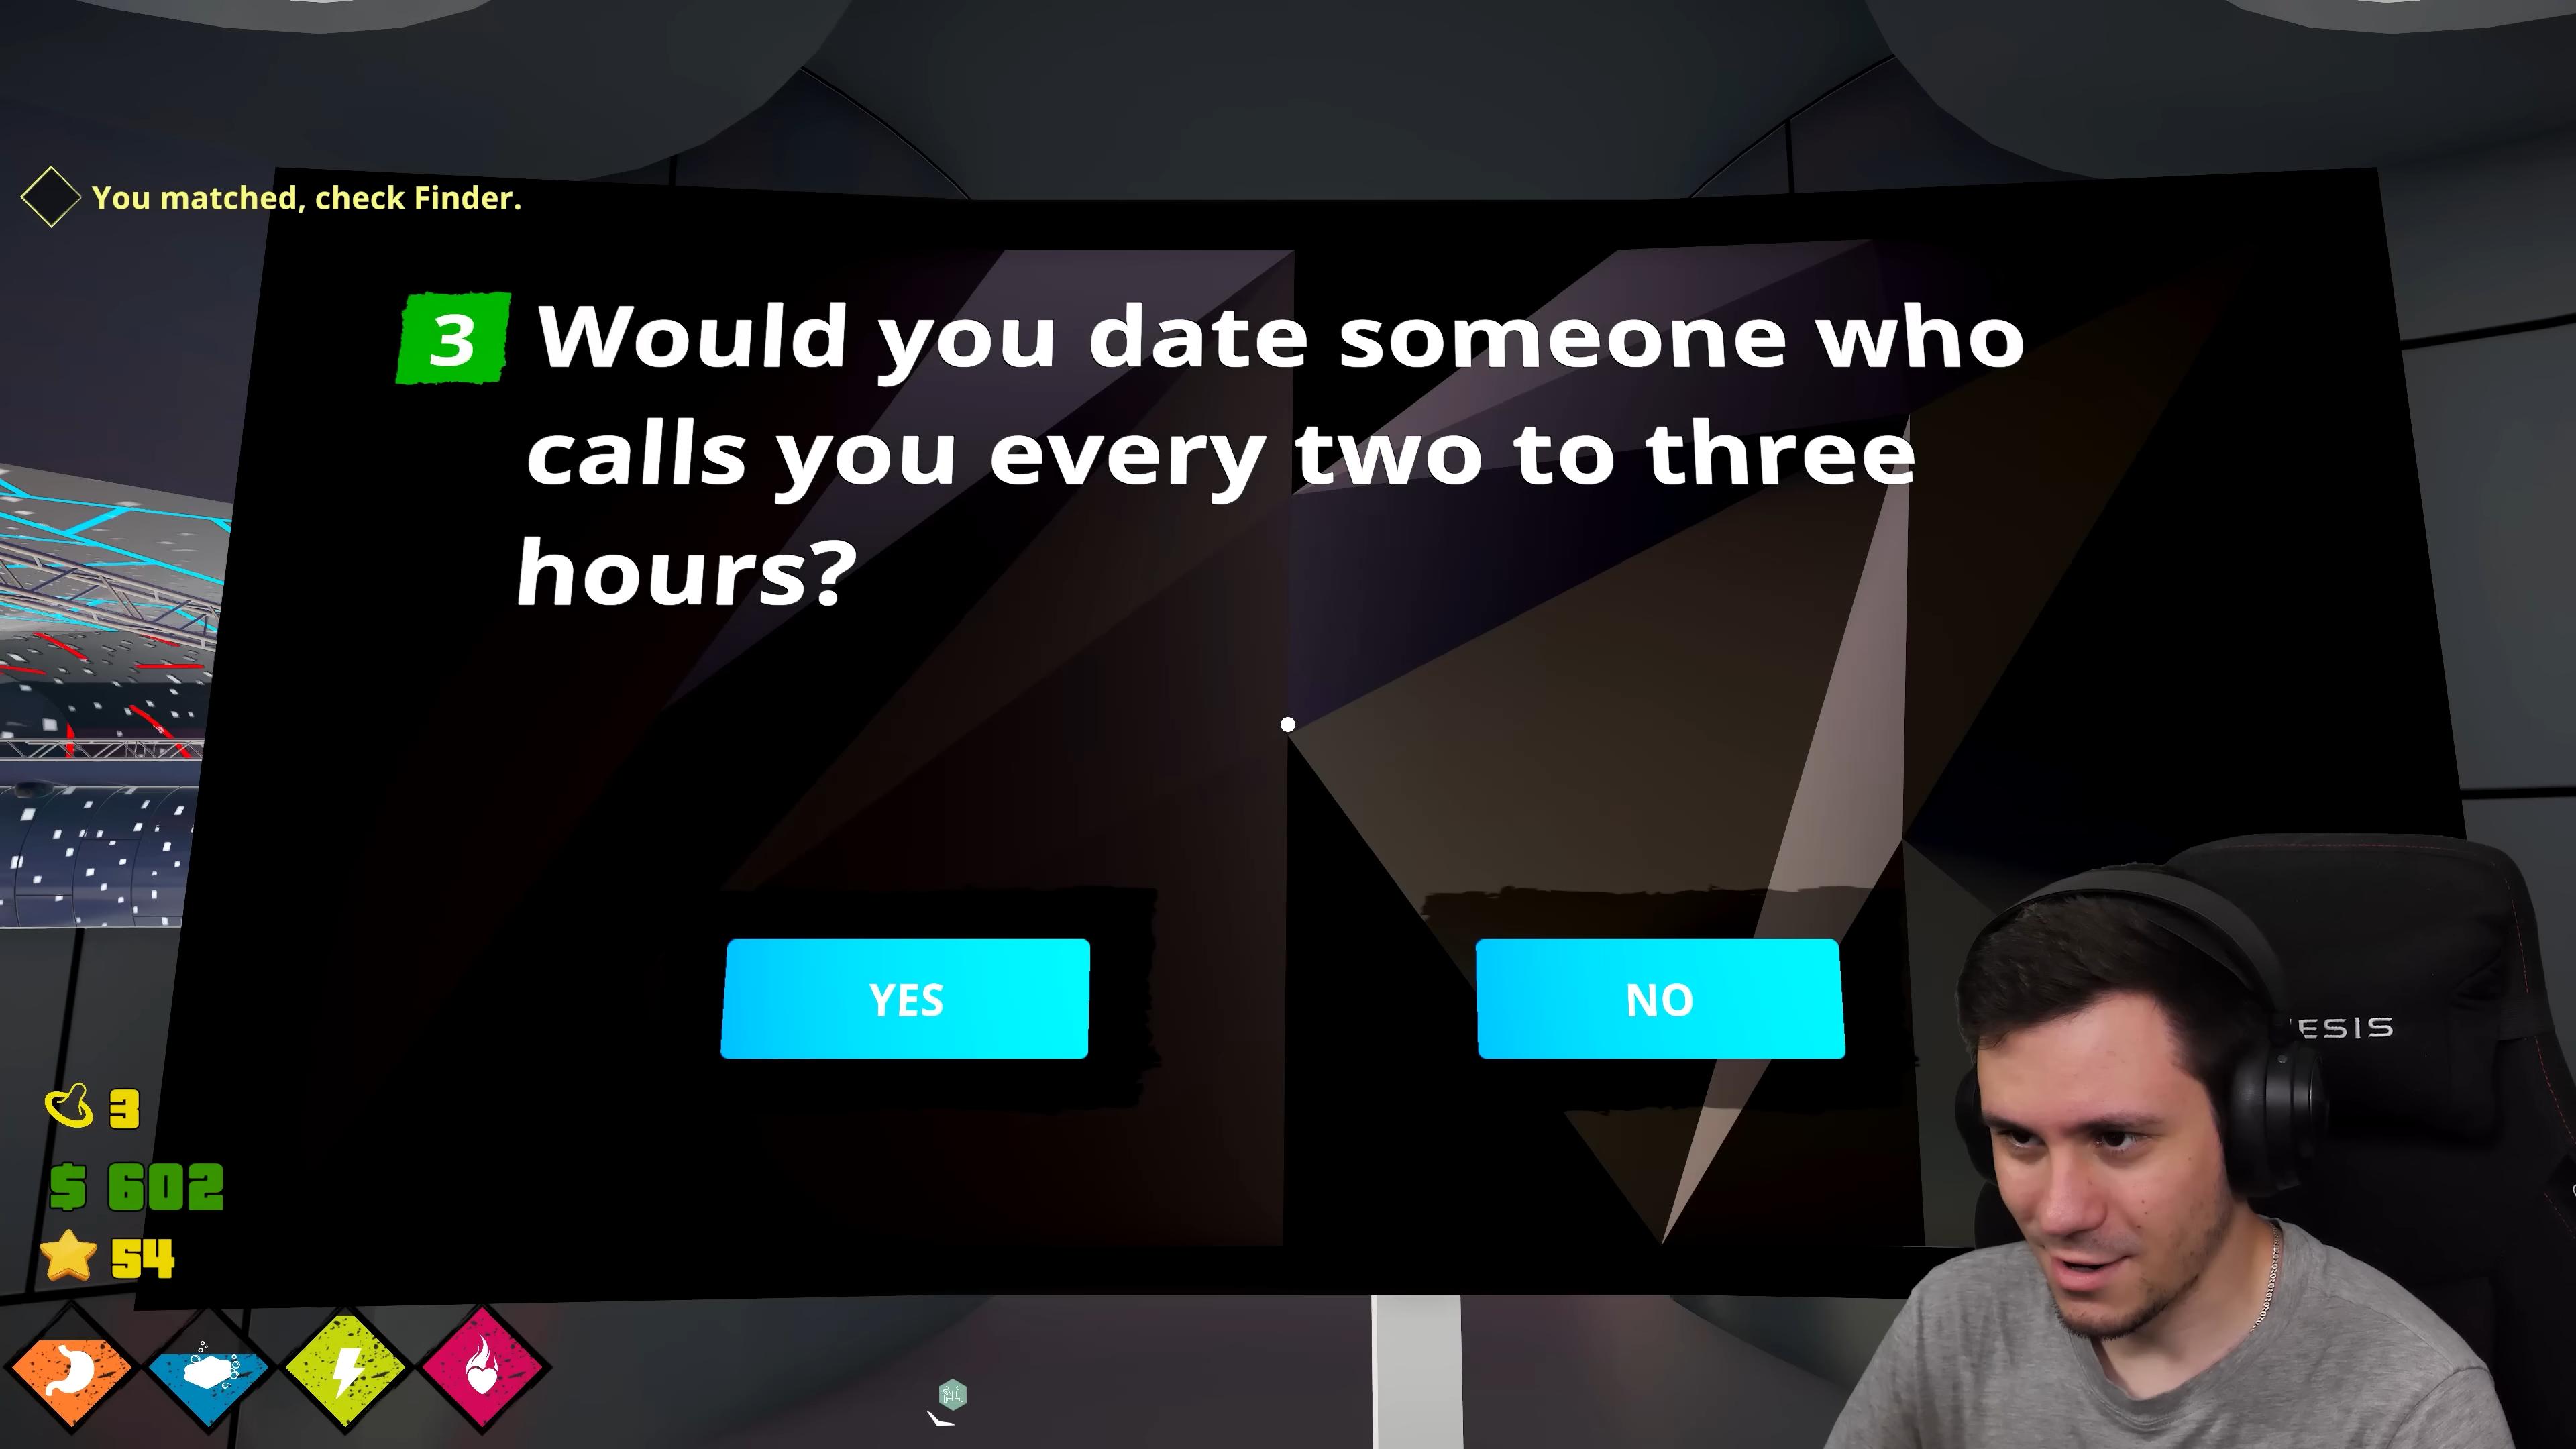 You matched, check Finder.
3 Would you date someone who
calls you every two to three
hours?
YES
NO
ESIS
3
$ 602
54